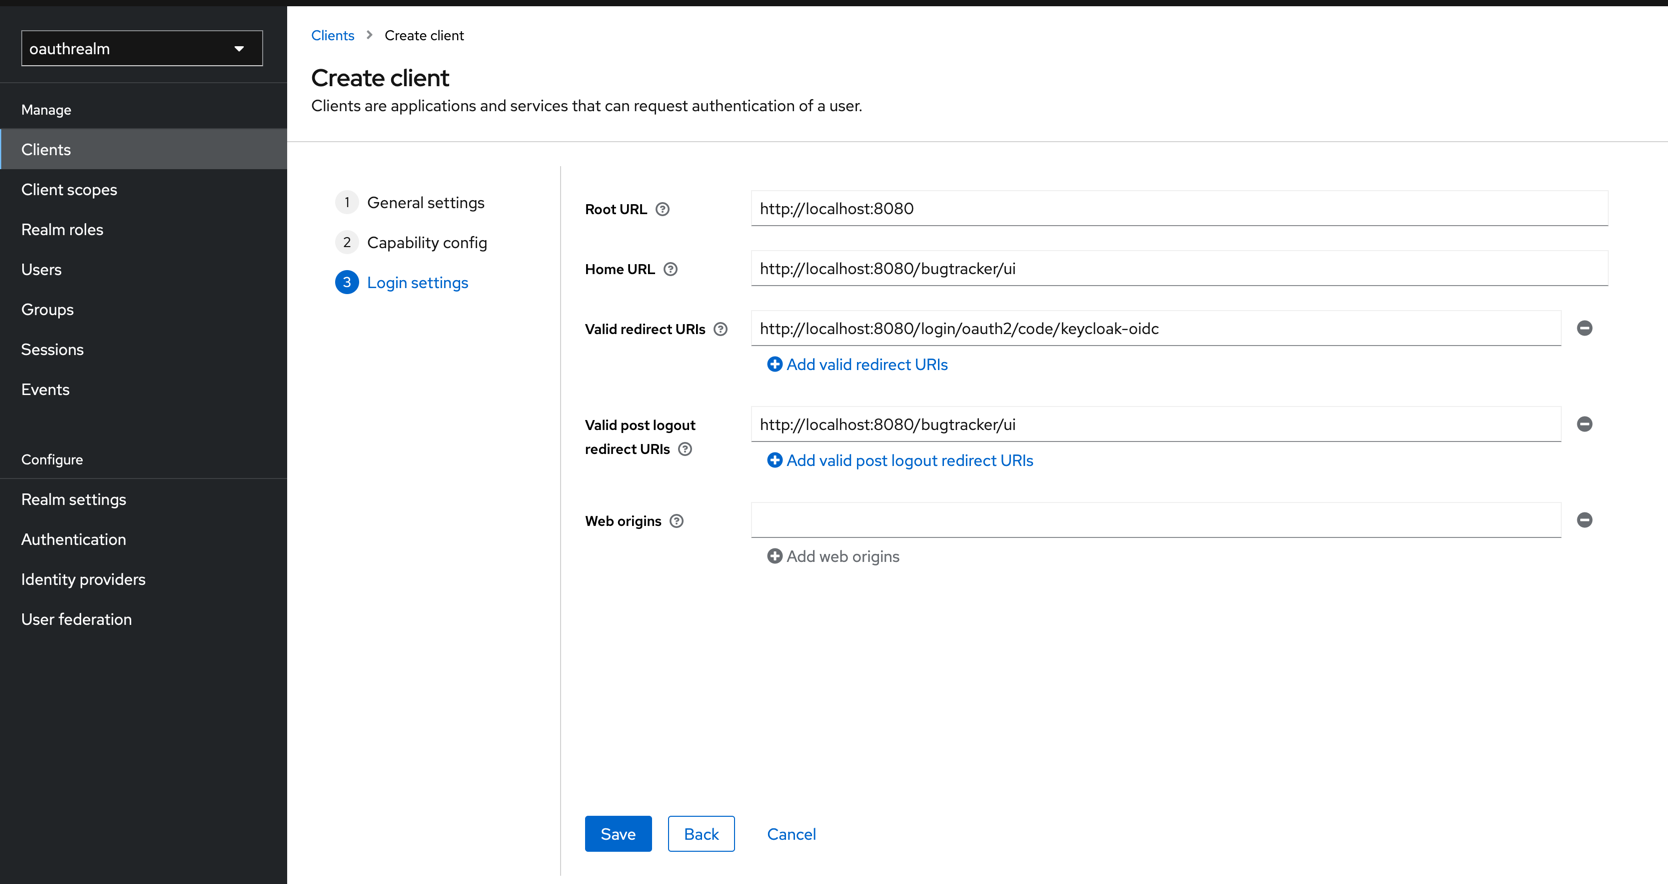 oauthrealm
Manage
Clients
Client scopes
Realm roles
Users
Groups
Sessions
Events
Configure
Realm settings
Authentication
Identity providers
User federation
Clients > Create client
Create client
Clients are applications and services that can request authentication of a user.
1 General settings
2 Capability config
3 Login settings
Root URL
http://localhost:8080
Home URL
http://localhost:8080/bugtracker/ui
Valid redirect URIs
http://localhost:8080/login/oauth2/code/keycloak-oidc
Add valid redirect URIs
Valid post logout
redirect URIs
http://localhost:8080/bugtracker/ui
Add valid post logout redirect URIs
Web origins
Add web origins
Save Back Cancel